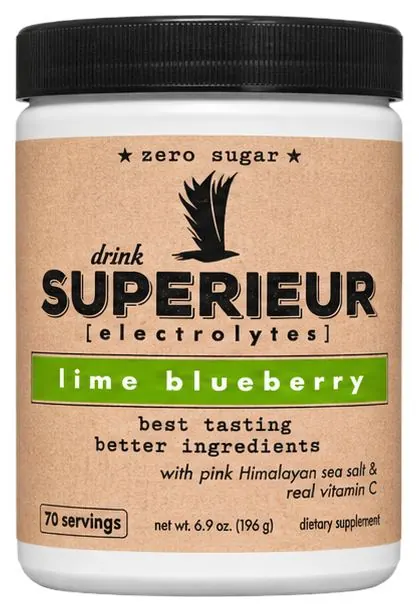 ★ zero sugar ★
drink
SUPERIEUR
[electrolytes]
lime blueberry
best tasting
better ingredients
with pink Himalayan sea salt &
real vitamin C
70 servings
net wt. 6.9 oz. (196 g)
dietary supplement